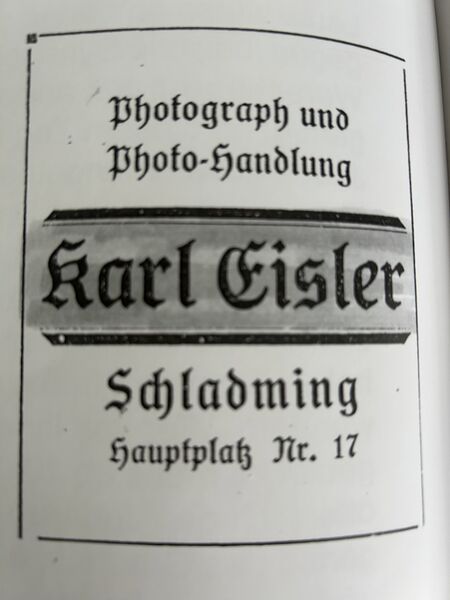 Photograph und
Photo-Handlung
Karl Eisler
Schladming
Hauptplatz Nr. 17